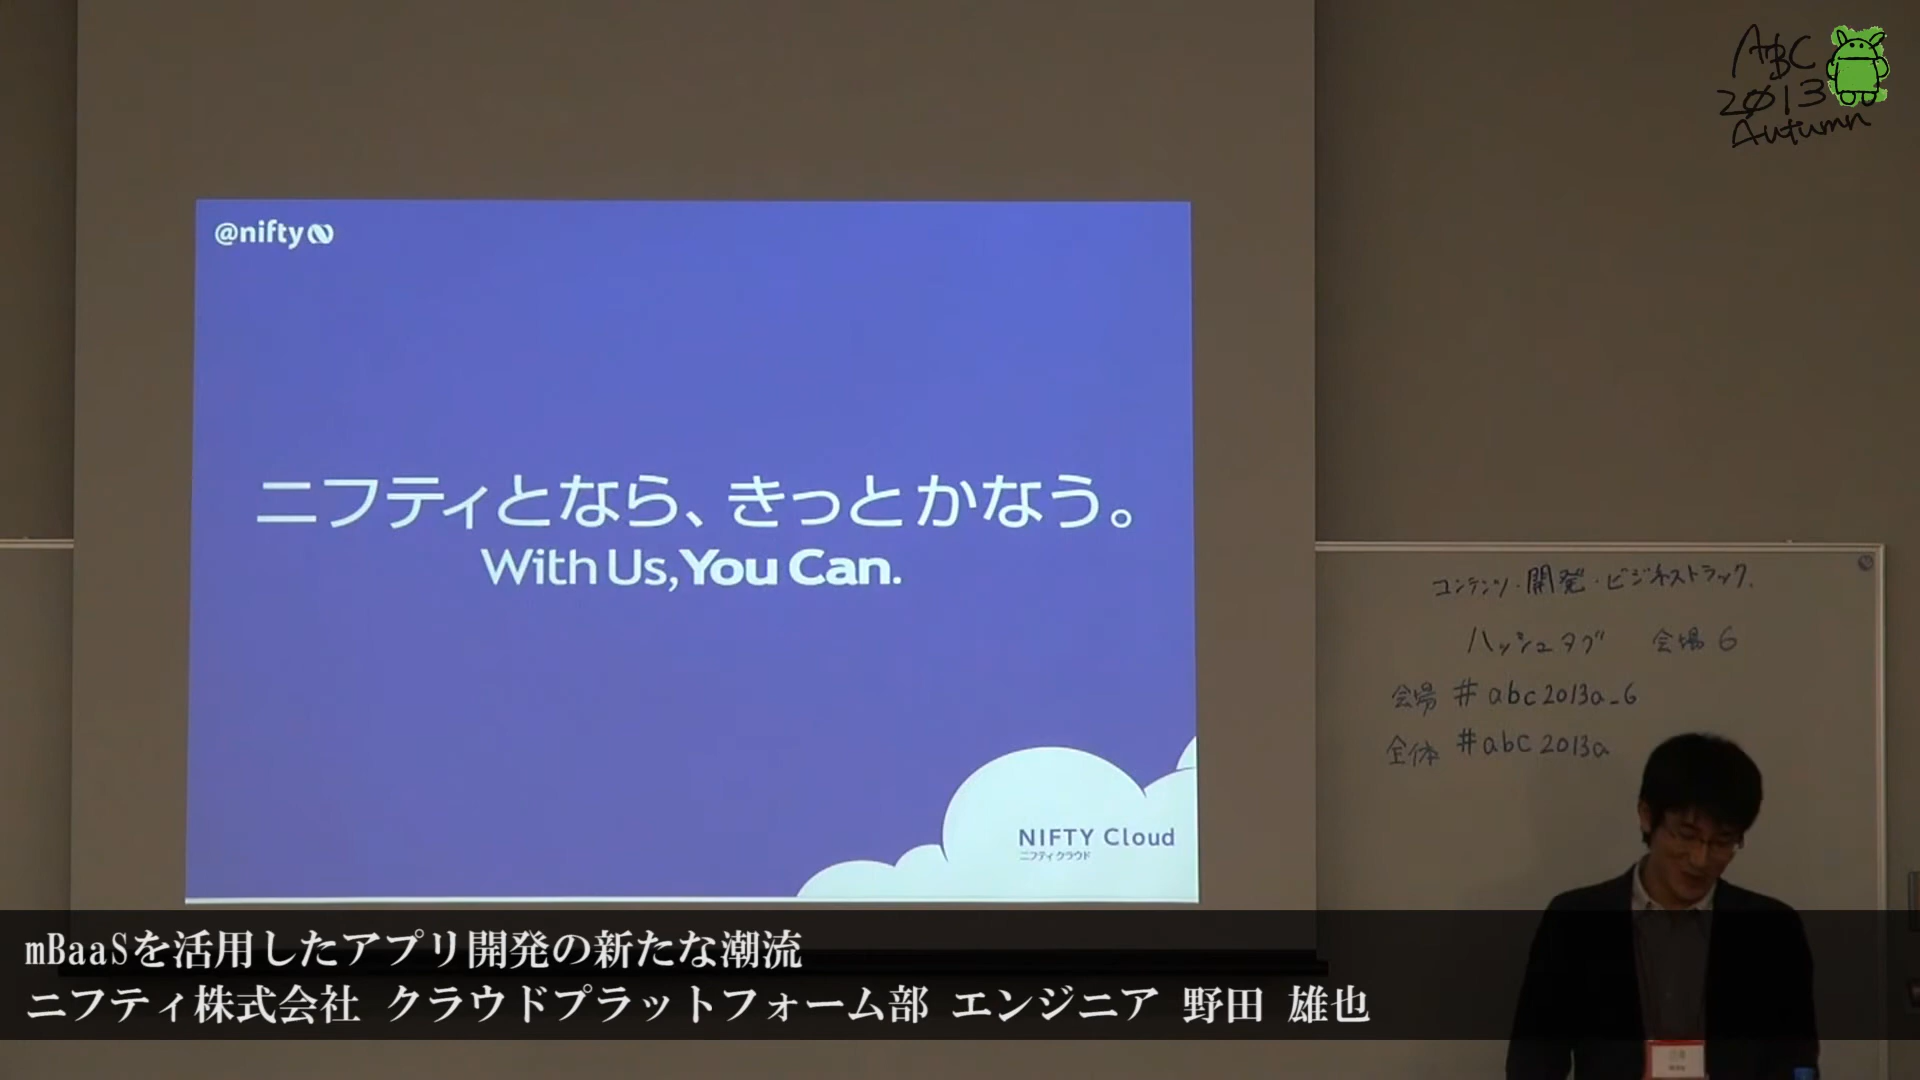 ABC
2013
Autumn
@nifty
ニフティとなら、きっとかなう。
With Us, You Can.
NIFTY Cloud
ニフティクラウド
コンテンツ・開発・ビジネストラック.
ハッシュタグ 会場 6
会場 #abc2013a_6
全体 #abc2013a
mBaaSを活用したアプリ開発の新たな潮流
ニフティ株式会社 クラウドプラットフォーム部 エンジニア 野田 雄也